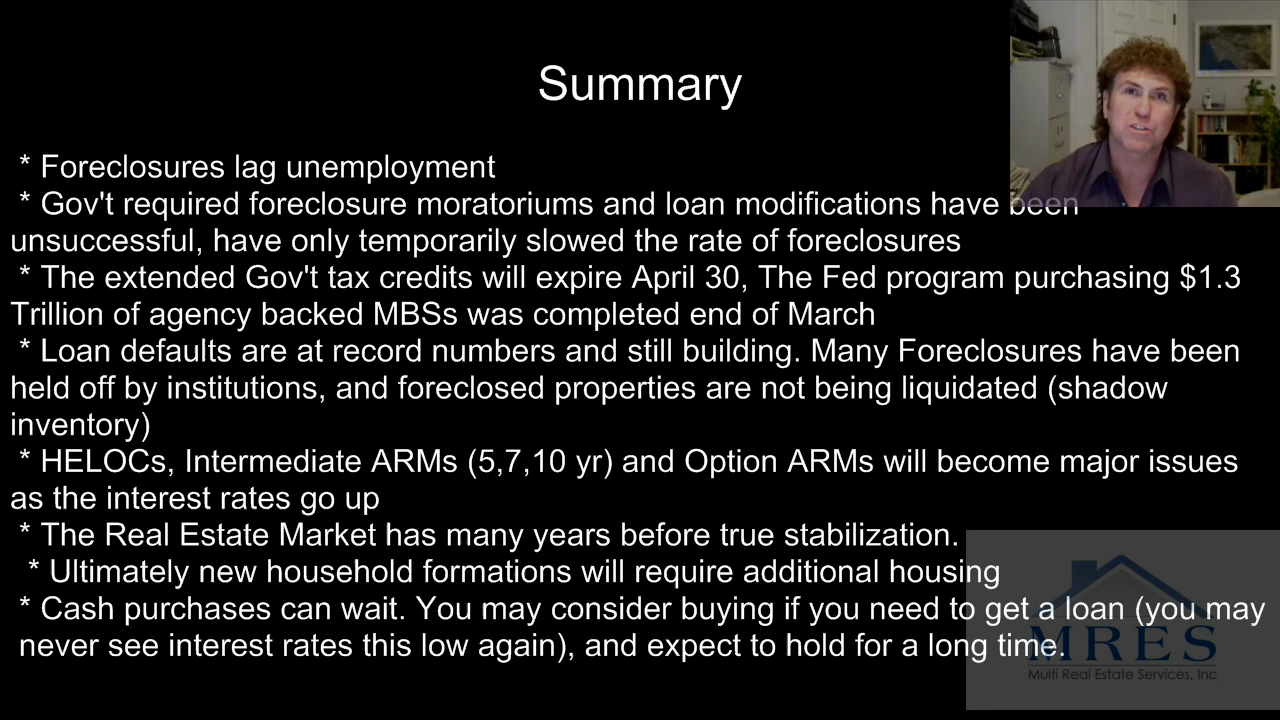 Summary
* Foreclosures lag unemployment
* Gov't required foreclosure moratoriums and loan modifications have been
unsuccessful, have only temporarily slowed the rate of foreclosures
* The extended Gov't tax credits will expire April 30, The Fed program purchasing $1.3
Trillion of agency backed MBSs was completed end of March
* Loan defaults are at record numbers and still building. Many Foreclosures have been
held off by institutions, and foreclosed properties are not being liquidated (shadow
inventory)
* HELOCs, Intermediate ARMs (5,7,10 yr) and Option ARMs will become major issues
as the interest rates go up
* The Real Estate Market has many years before true stabilization.
* Ultimately new household formations will require additional housing
* Cash purchases can wait. You may consider buying if you need to get a loan (you may
never see interest rates this low again), and expect to hold for a long time.
MRES
Multi Real Estate Services, Inc